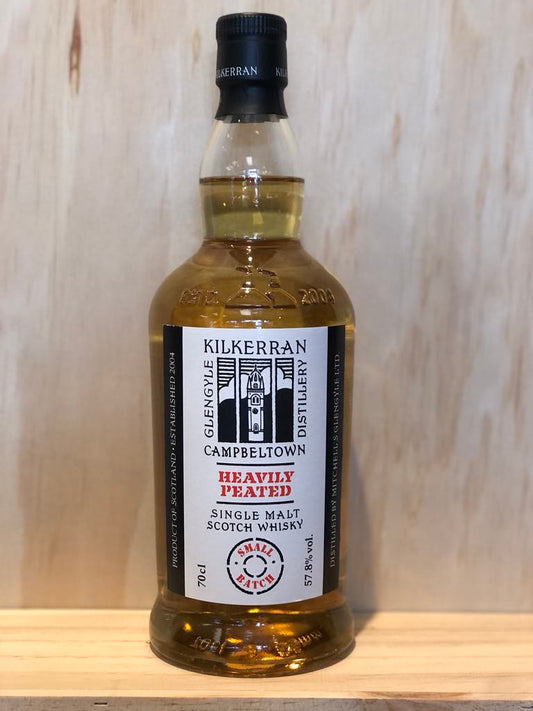 KILKERRAN
2004
KILKERRAN
GLENGYLE
DISTILLERY
CAMPBELTOWN
HEAVILY
PEATED
SINGLE MALT
SCOTCH WHISKY
SMALL
BATCH
70cl
57.8% vol.
PRODUCT OF SCOTLAND • ESTABLISHED 2004
DISTILLED BY MITCHELL'S GLENGYLE LTD.